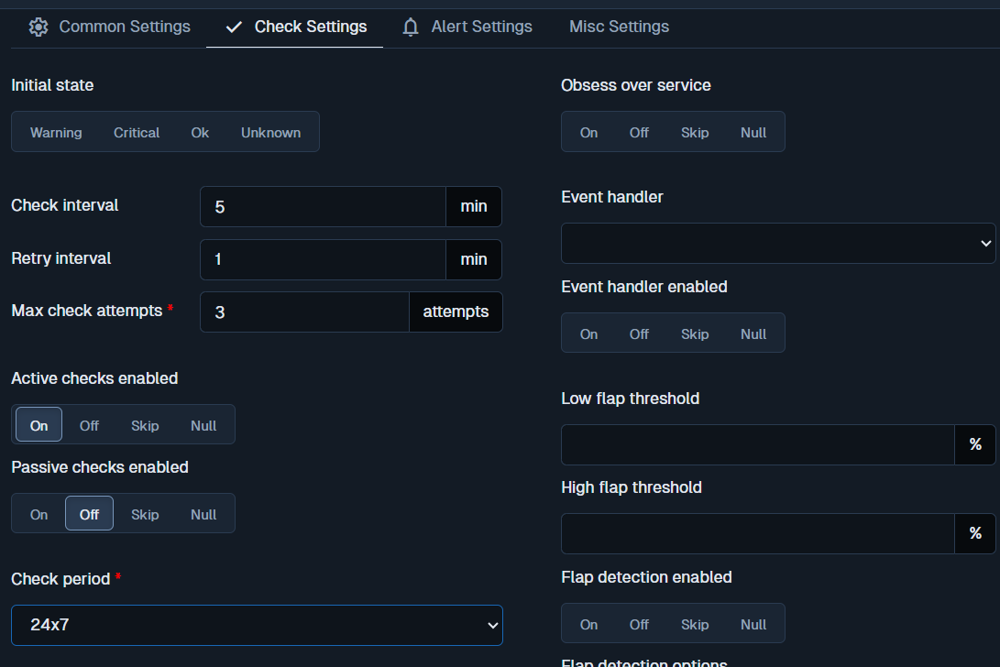 Common Settings
Check Settings
Alert Settings
Misc Settings
Initial state
Warning Critical Ok Unknown
Check interval 5 min
Retry interval 1 min
Max check attempts * 3 attempts
Active checks enabled
On Off Skip Null
Passive checks enabled
On Off Skip Null
Check period *
24x7
Obsess over service
On Off Skip Null
Event handler
Event handler enabled
On Off Skip Null
Low flap threshold
%
High flap threshold
%
Flap detection enabled
On Off Skip Null
Flap detection options